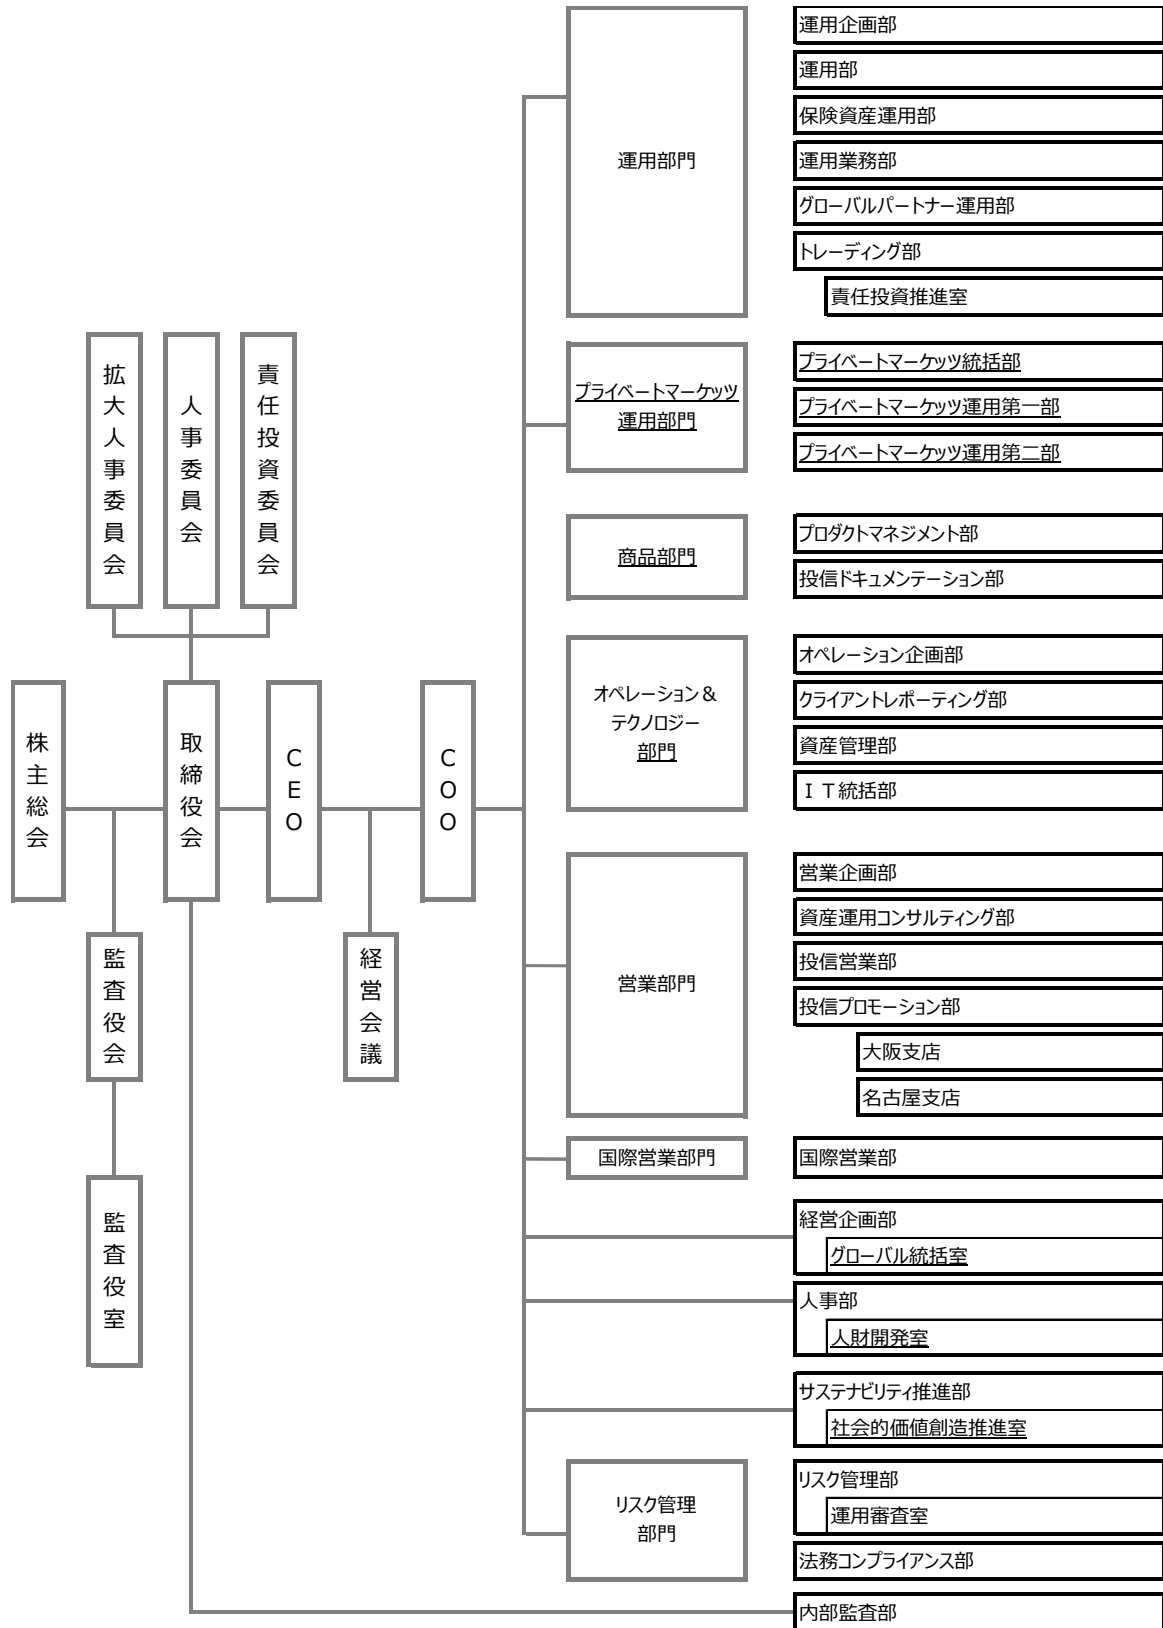 拡大人事委員会
人事委員会
責任投資委員会
株主総会
取締役会
CEO
COO
監査役会
経営会議
監査役室
運用部門
運用企画部
運用部
保険資産運用部
運用業務部
グローバルパートナー運用部
トレーディング部
責任投資推進室
プライベートマーケッツ
運用部門
プライベートマーケッツ統括部
プライベートマーケッツ運用第一部
プライベートマーケッツ運用第二部
商品部門
プロダクトマネジメント部
投信ドキュメンテーション部
オペレーション＆
テクノロジー
部門
オペレーション企画部
クライアントレポーティング部
資産管理部
ＩＴ統括部
営業部門
営業企画部
資産運用コンサルティング部
投信営業部
投信プロモーション部
大阪支店
名古屋支店
国際営業部門
国際営業部
経営企画部
グローバル統括室
人事部
人財開発室
サステナビリティ推進部
社会的価値創造推進室
リスク管理
部門
リスク管理部
運用審査室
法務コンプライアンス部
内部監査部